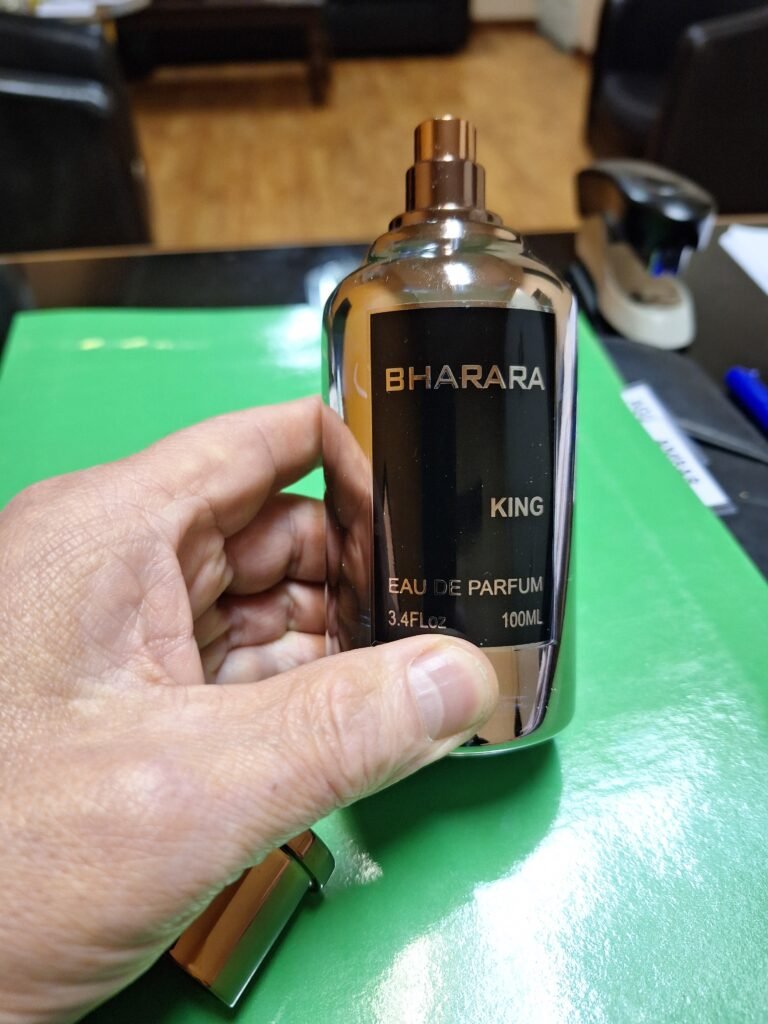 BHARARA
KING
EAU DE PARFUM
3.4FLoz 100ML